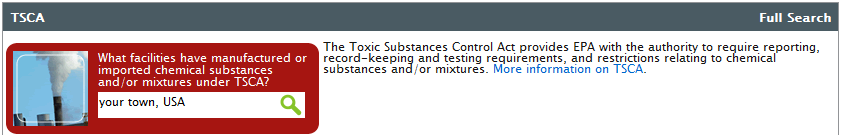 TSCA
Full Search
What facilities have manufactured or
imported chemical substances
and/or mixtures under TSCA?
your town, USA
The Toxic Substances Control Act provides EPA with the authority to require reporting,
record-keeping and testing requirements, and restrictions relating to chemical
substances and/or mixtures. More information on TSCA.